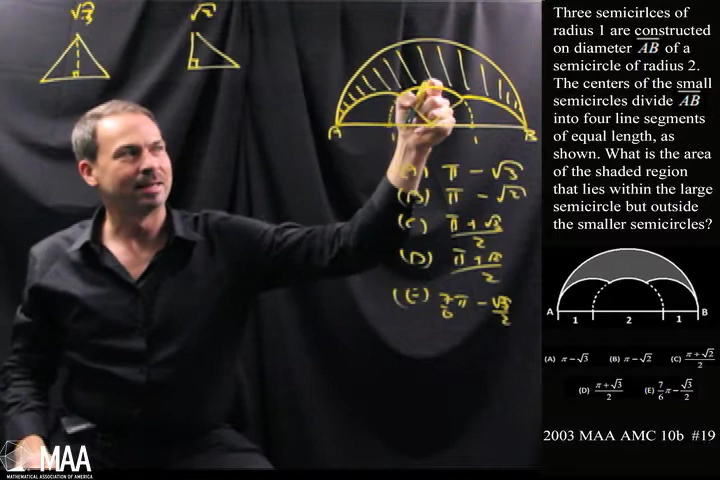 √3
√2
A
B
1
1
(A) π - √3
(B) π - √2
(C) π + √2
2
(D) π + √3
2
(E) 7/6 π - √3/2
Three semicirlces of
radius 1 are constructed
on diameter AB of a
semicircle of radius 2.
The centers of the small
semicircles divide AB
into four line segments
of equal length, as
shown. What is the area
of the shaded region
that lies within the large
semicircle but outside
the smaller semicircles?
A
B
1
2
1
(A) π - √3
(B) π - √2
(C) π + √2 / 2
(D) π + √3 / 2
(E) 7/6 π - √3/2
2003 MAA AMC 10b #19
MAA
MATHEMATICAL ASSOCIATION OF AMERICA